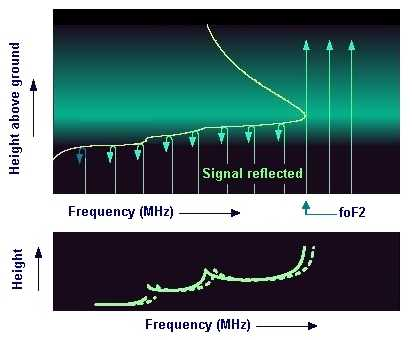 Height above ground
Signal reflected
Frequency (MHz)
foF2
Height
Frequency (MHz)